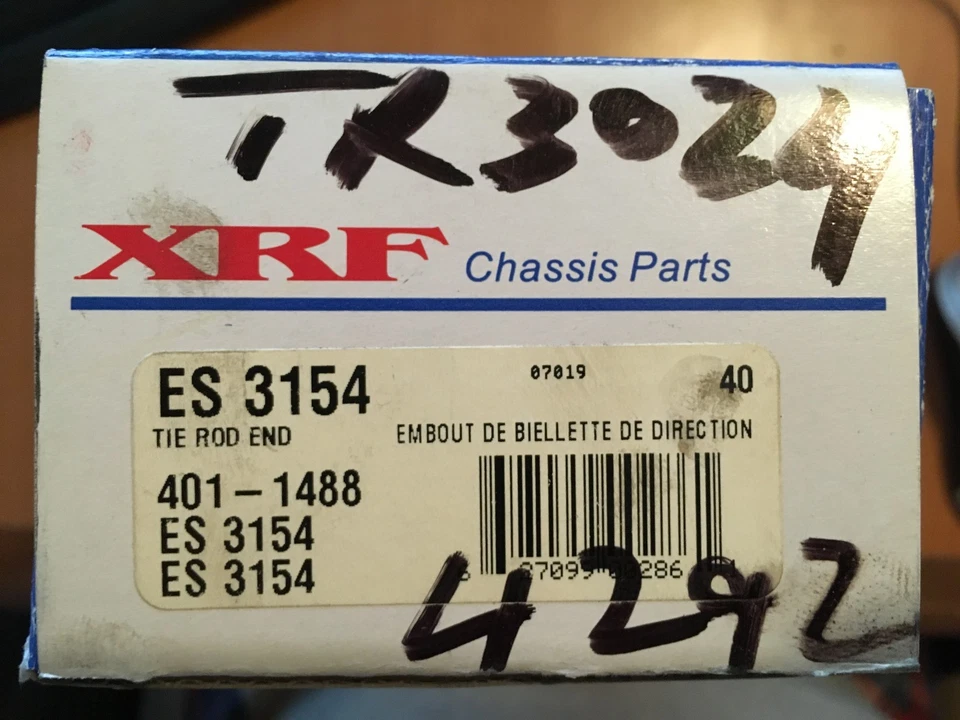 TR3024
XRF Chassis Parts
ES 3154 07019 40
TIE ROD END EMBOUT DE BIELLETTE DE DIRECTION
401-1488
ES 3154
ES 3154
4292